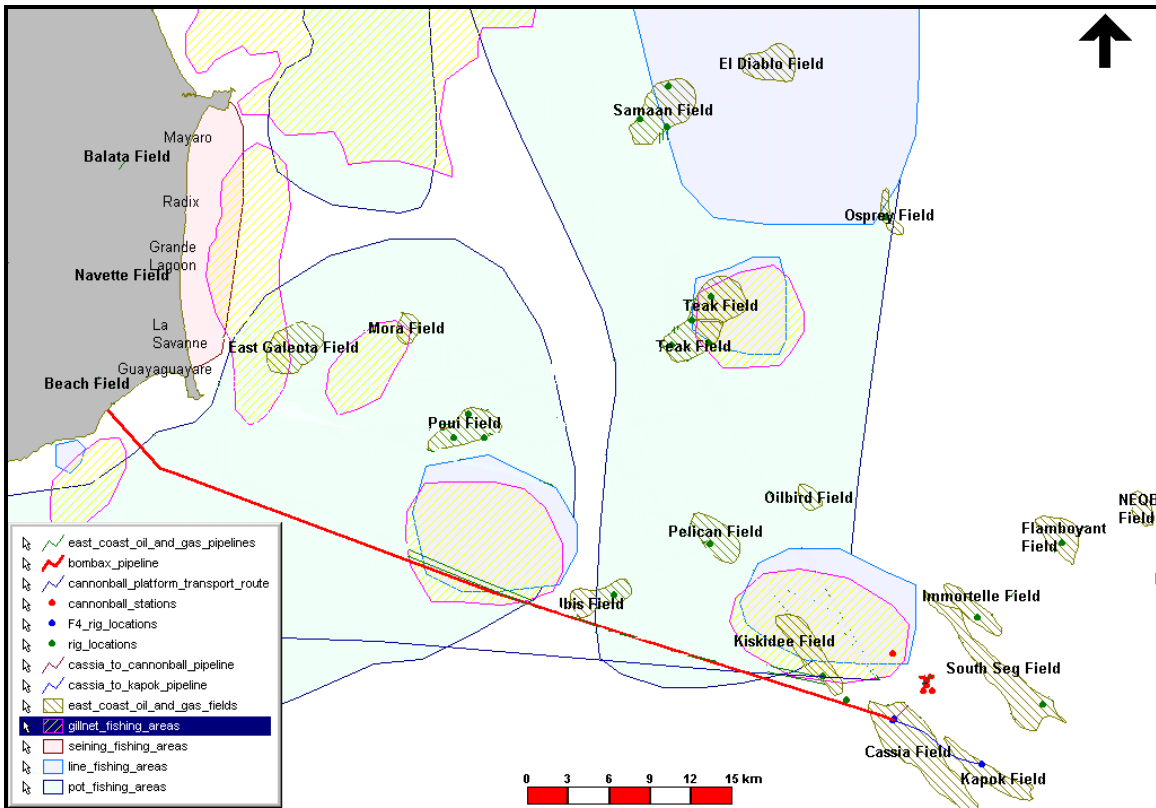 El Diablo Field
Samaan Field
Mayaro
Balata Field
Radix
Osprey Field
Grande
Lagoon
Navette Field
Teak Field
La
Savanne
Mora Field
East Galeota Field
Teak Field
Guayaguayare
Beach Field
Poui Field
Oilbird Field
NEQB
Field
Pelican Field
Flamboyant
Field
Ibis Field
Immortelle Field
Kiskidee Field
South Seg Field
Cassia Field
Kapok Field
east_coast_oil_and_gas_pipelines
bombax_pipeline
cannonball_platform_transport_route
cannonball_stations
F4_rig_locations
rig_locations
cassia_to_cannonball_pipeline
cassia_to_kapok_pipeline
east_coast_oil_and_gas_fields
gillnet_fishing_areas
seining_fishing_areas
line_fishing_areas
pot_fishing_areas
0 3 6 9 12 15 km